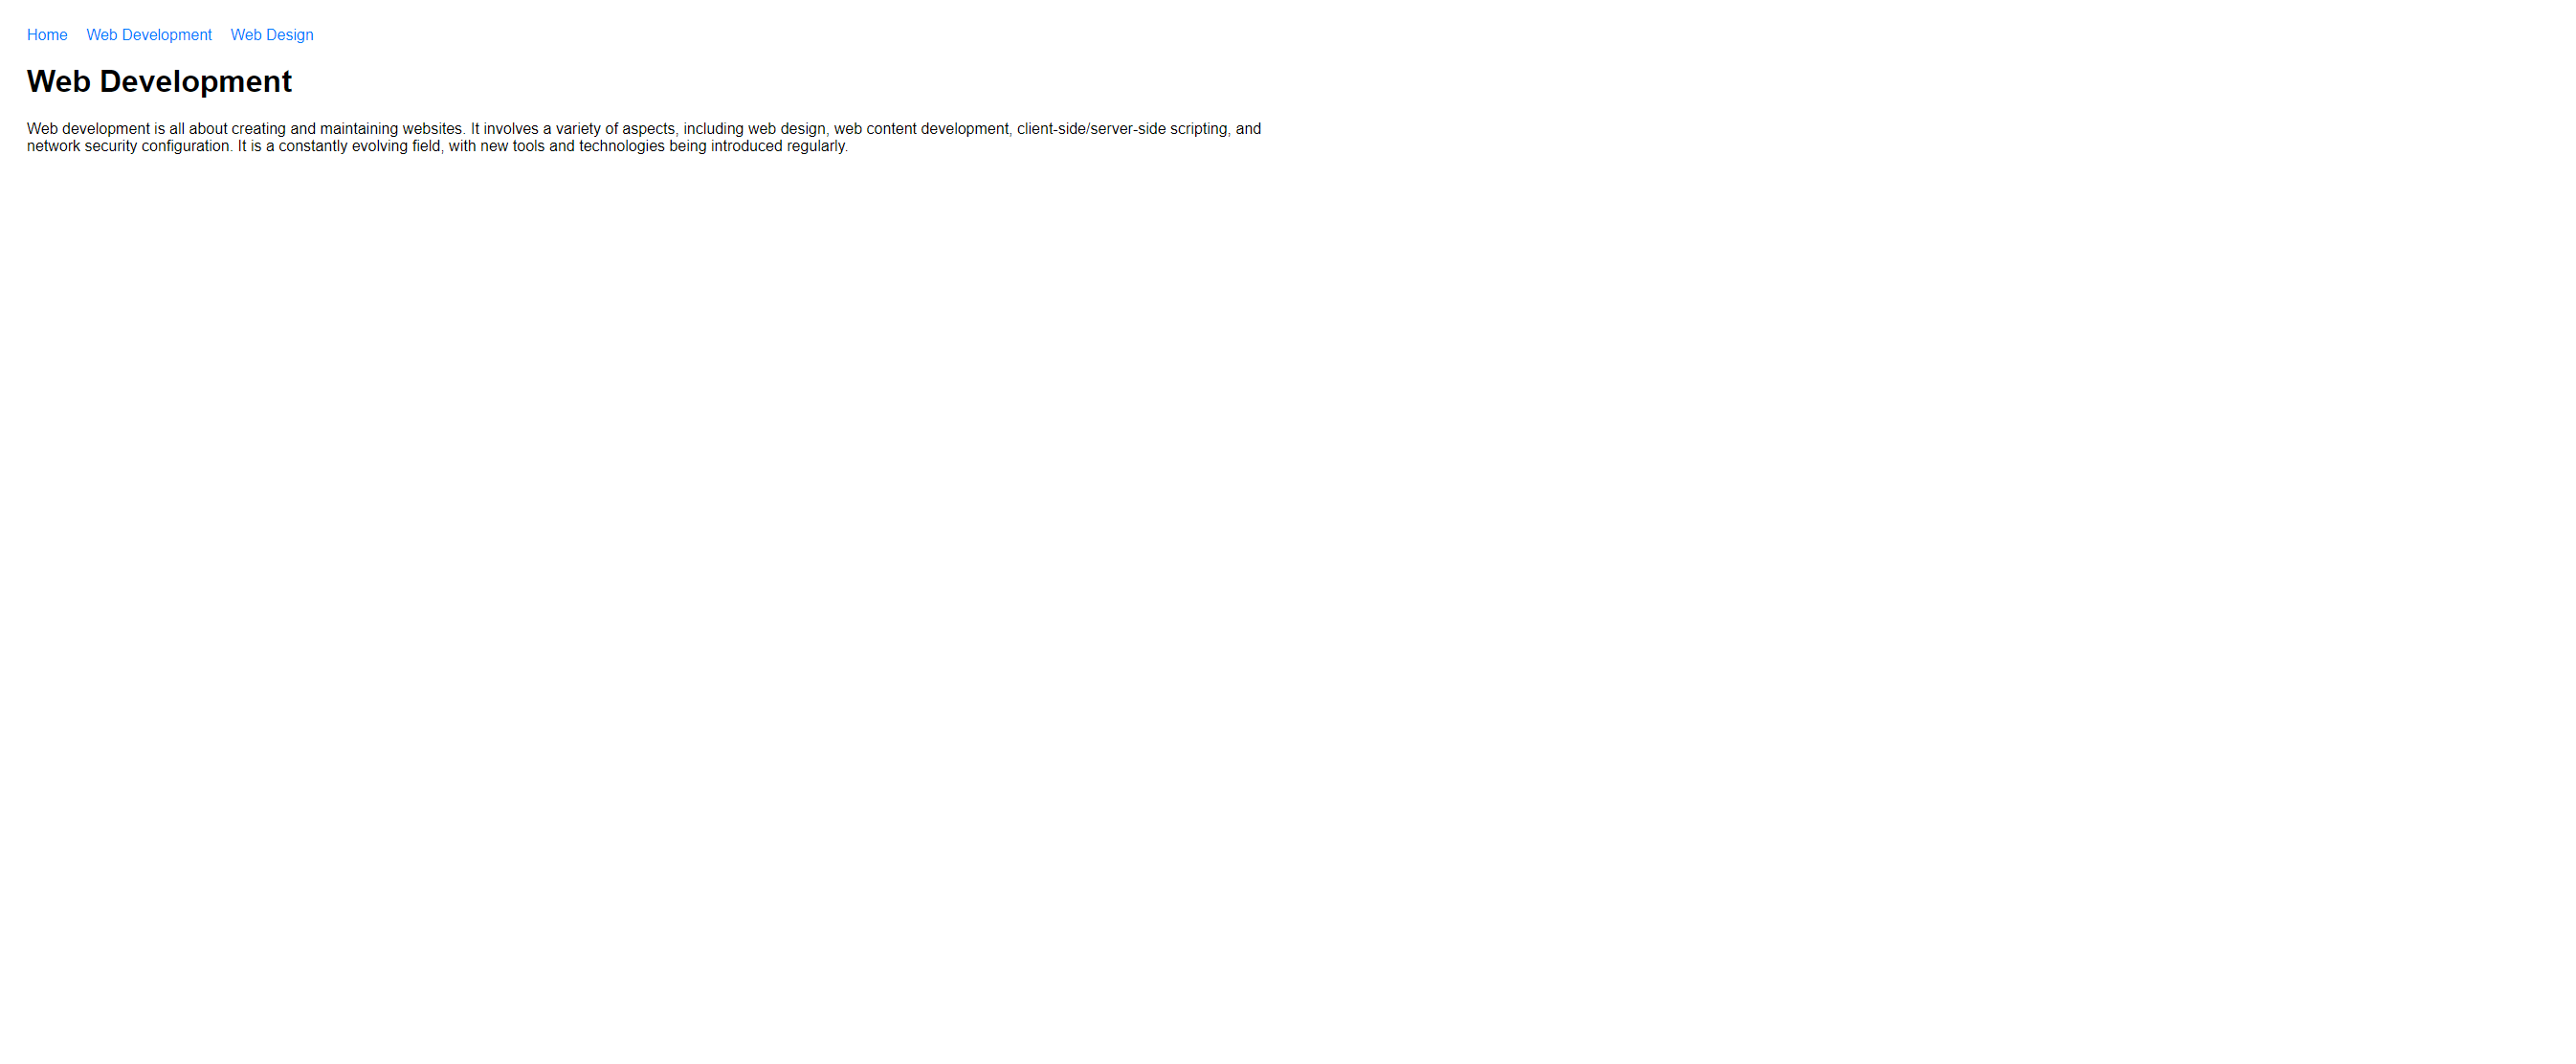 Home Web Development Web Design
Web Development
Web development is all about creating and maintaining websites. It involves a variety of aspects, including web design, web content development, client-side/server-side scripting, and
network security configuration. It is a constantly evolving field, with new tools and technologies being introduced regularly.